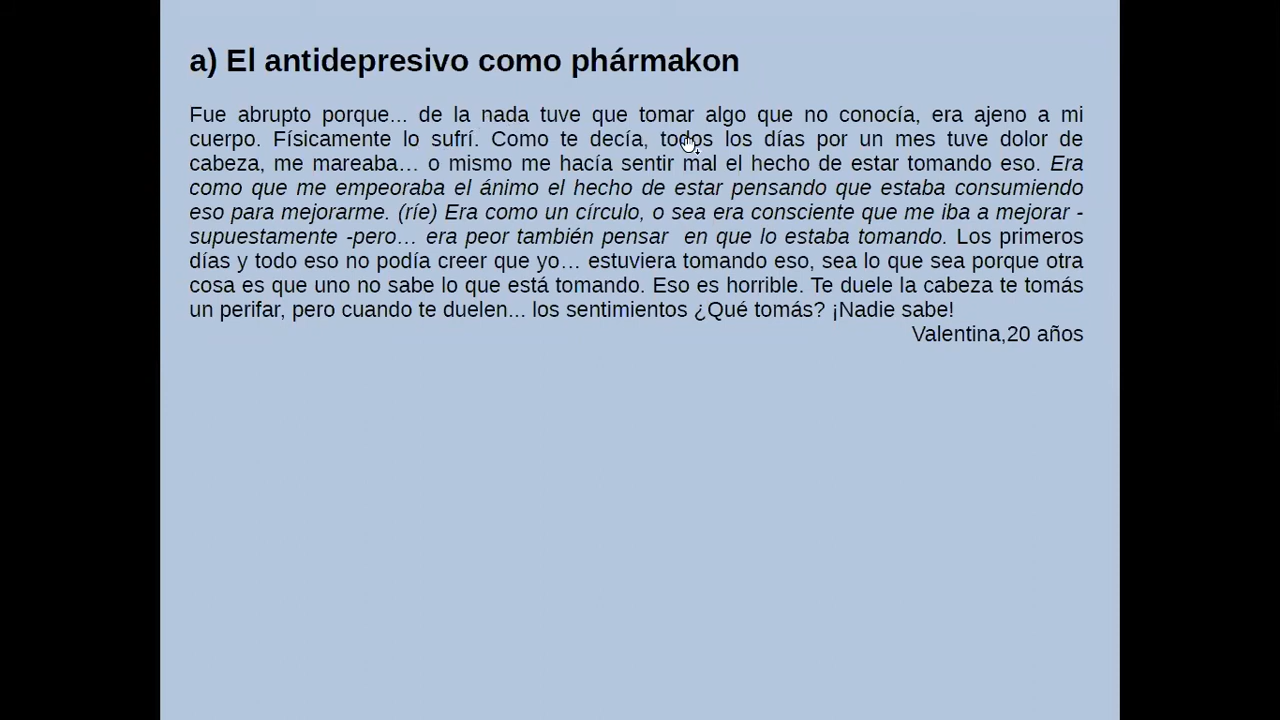 a) El antidepresivo como phármakon
Fue abrupto porque... de la nada tuve que tomar algo que no conocía, era ajeno a mi
cuerpo. Físicamente lo sufrí. Como te decía, todos los días por un mes tuve dolor de
cabeza, me mareaba… o mismo me hacía sentir mal el hecho de estar tomando eso. Era
como que me empeoraba el ánimo el hecho de estar pensando que estaba consumiendo
eso para mejorarme. (ríe) Era como un círculo, o sea era consciente que me iba a mejorar -
supuestamente -pero… era peor también pensar  en que lo estaba tomando. Los primeros
días y todo eso no podía creer que yo… estuviera tomando eso, sea lo que sea porque otra
cosa es que uno no sabe lo que está tomando. Eso es horrible. Te duele la cabeza te tomás
un perifar, pero cuando te duelen... los sentimientos ¿Qué tomás? ¡Nadie sabe!
Valentina,20 años